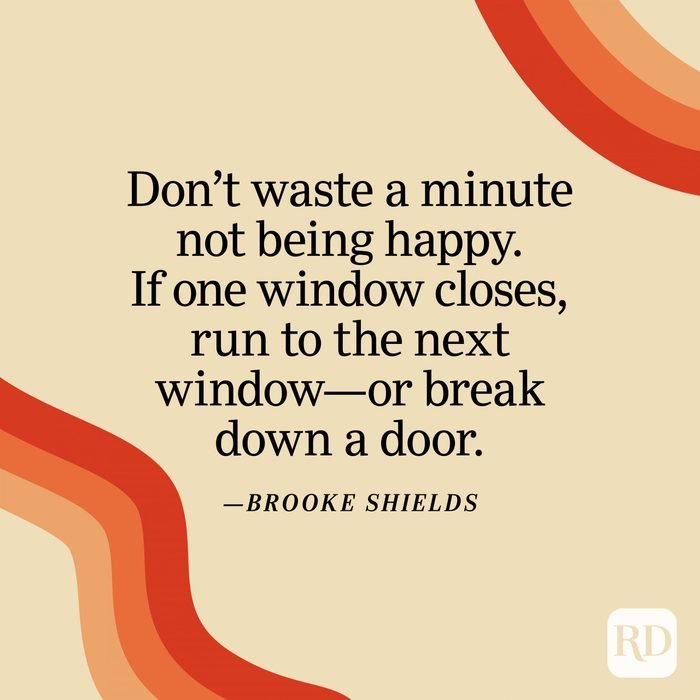 Don’t waste a minute
not being happy.
If one window closes,
run to the next
window—or break
down a door.
—BROOKE SHIELDS
RD